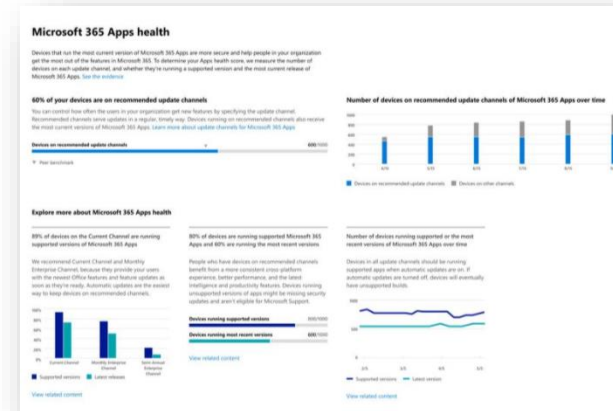 Microsoft 365 Apps health
Devices that run the most current version of Microsoft 365 Apps are more secure and help people in your organization
get the most out of the features in Microsoft 365. To determine your Apps health score, we measure the number of
devices on each update channel, and whether they're running a supported version and the most current release of
Microsoft 365 Apps. See the evidence
60% of your devices are on recommended update channels
You can control how often the users in your organization get new features by specifying the update channel.
Recommended channels serve updates in a regular, timely way. Devices running on recommended channels also receive
the most current versions of Microsoft 365 Apps. Learn more about update channels for Microsoft 365 Apps
Devices on recommended update channels 600/1000
Peer benchmark
Number of devices on recommended update channels of Microsoft 365 Apps over time
1000
800
600
400
200
0
Devices on recommended update channels Devices on other channels
Explore more about Microsoft 365 Apps health
89% of devices on the Current Channel are running
supported versions of Microsoft 365 Apps
We recommend Current Channel and Monthly
Enterprise Channel, because they provide your users
with the newest Office features and feature updates as
soon as they're ready. Automatic updates are the easiest
way to keep devices on recommended channels.
100%
80%
60%
40%
20%
0%
Current Channel Monthly Enterprise Channel Semi-Annual Enterprise Channel
Supported versions Latest releases
View related content
80% of devices are running supported Microsoft 365
Apps and 60% are running the most recent versions
People who have devices on recommended channels
benefit from a more consistent cross-platform
experience, better performance, and the latest
intelligence and productivity features. Devices running
unsupported versions of apps might be missing security
updates and aren't eligible for Microsoft Support.
Devices running supported versions
Devices running most recent versions 600/1000
View related content
Number of devices running supported or the most
recent versions of Microsoft 365 Apps over time
Devices in all update channels should be running
supported apps when automatic updates are on. If
automatic updates are turned off, devices will eventually
have unsupported builds.
500
0
Supported versions Latest version
View related content